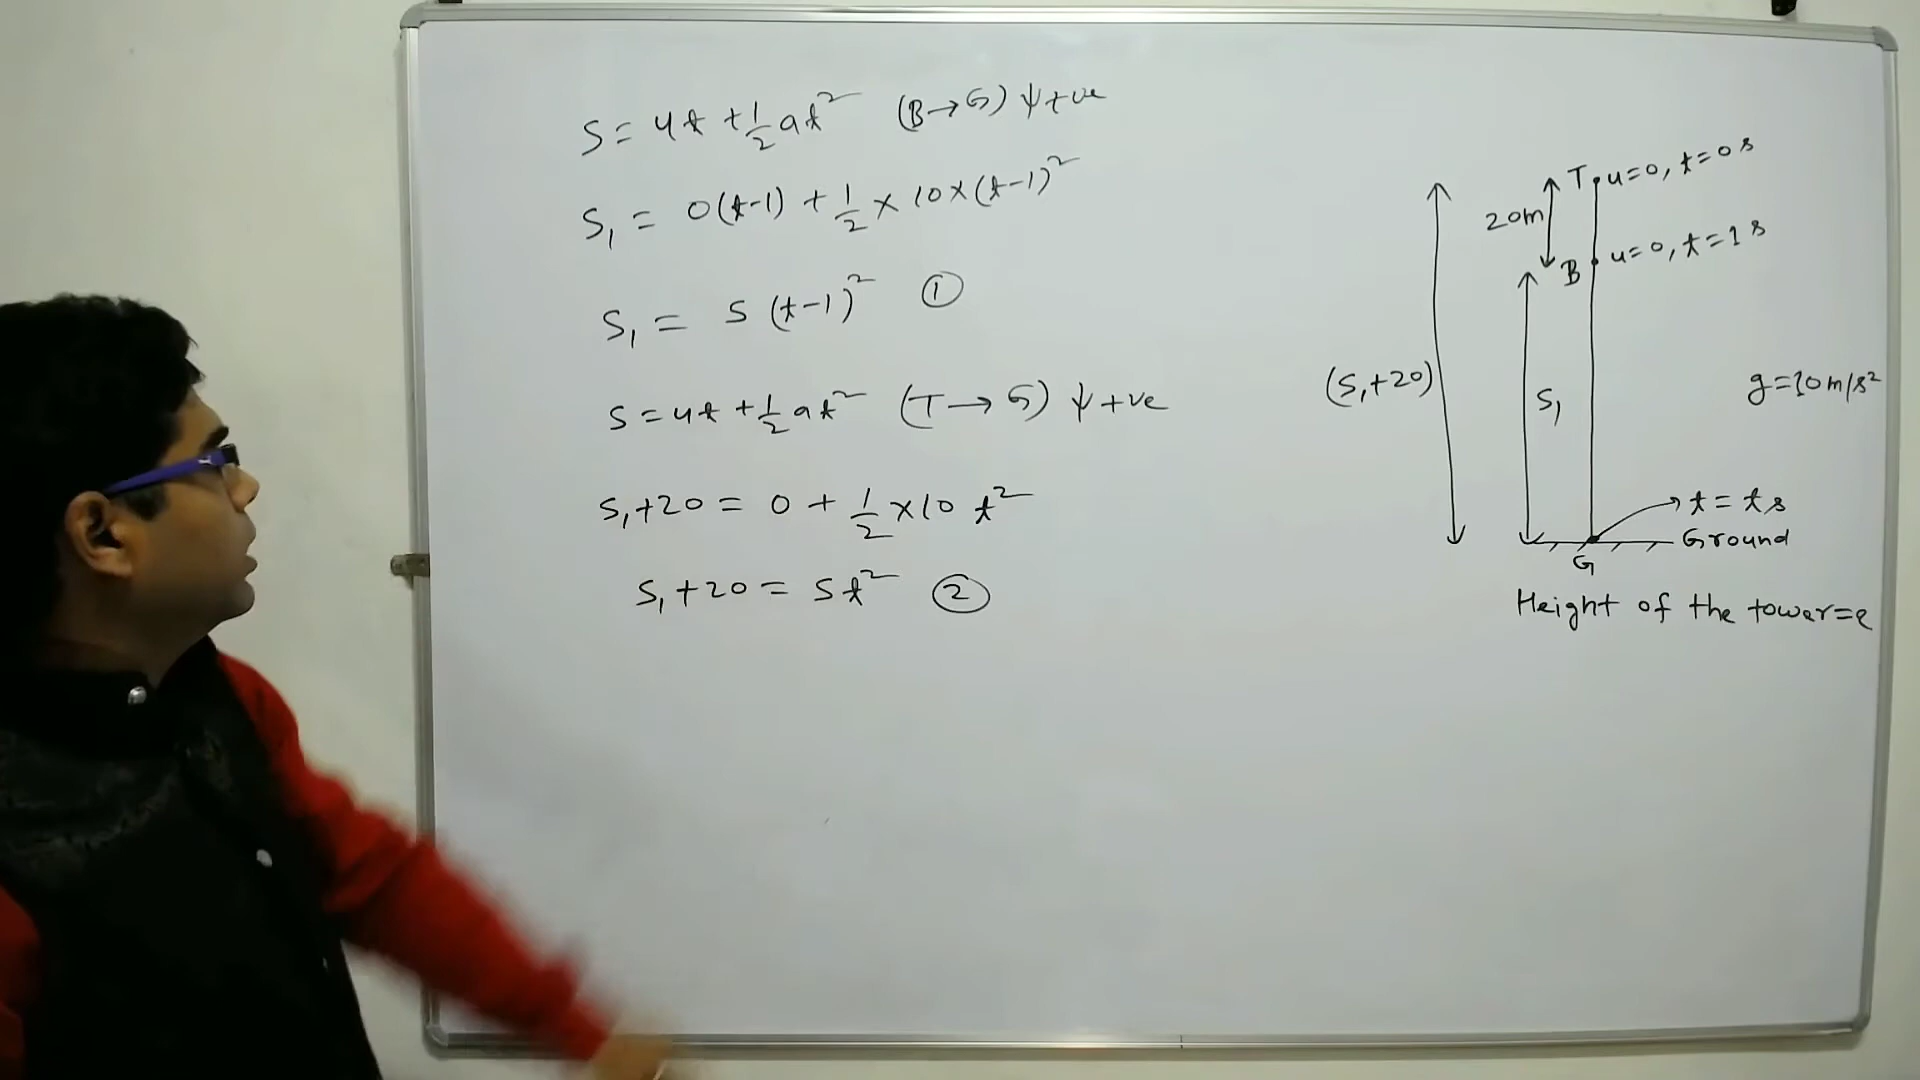 S = ut + 1/2 at² (B → G) ↓ +ve
S₁ = 0(t-1) + 1/2 × 10 × (t-1)²
S₁ = 5 (t-1)² ①
S = ut + 1/2 at² (T → G) ↓ +ve
S₁+20 = 0 + 1/2 × 10 t²
S₁+20 = 5t² ②
T u=0, t=0 s
20m
B u=0, t=1 s
(S₁+20)
S₁
g=10m/s²
t = t s
Ground
G
Height of the tower=?